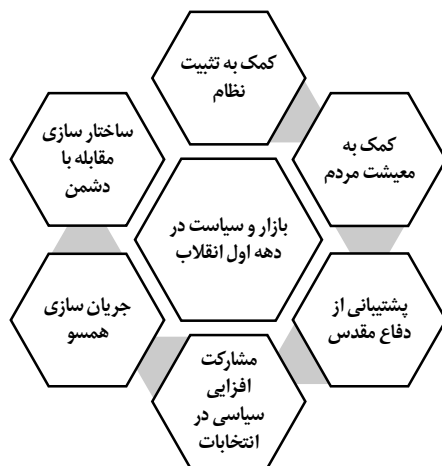 کمک به تثبیت
نظام
کمک به
معیشت مردم
پشتیبانی از
دفاع مقدس
مشارکت
افزایی
سیاسی در
انتخابات
جریان سازی
همسو
ساختار سازی
مقابله با
دشمن
بازار و سیاست در
دهه اول انقلاب